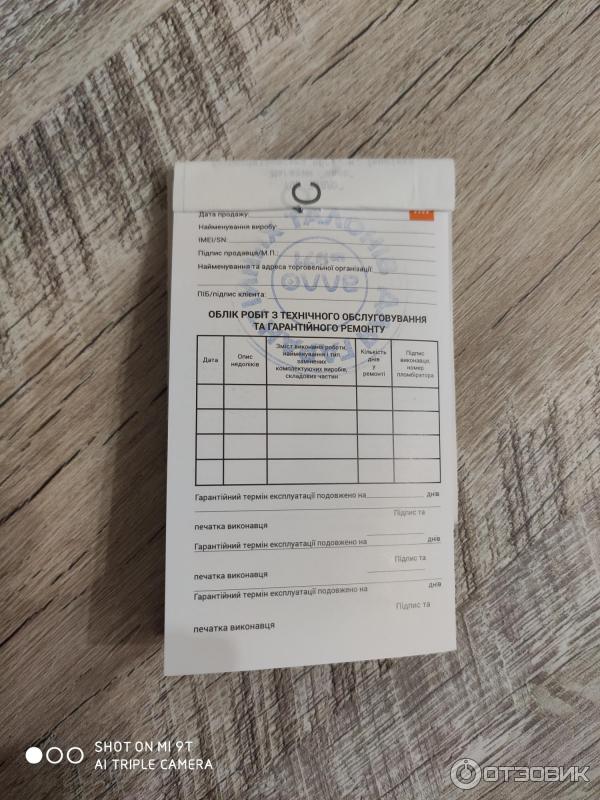 Дата продажу:
Найменування виробу:
IMEI/SN:
Підпис продавця/М.П.:
Найменування та адреса торговельної організації:
ПІБ/підпис клієнта:
ОБЛІК РОБІТ З ТЕХНІЧНОГО ОБСЛУГОВУВАННЯ
ТА ГАРАНТІЙНОГО РЕМОНТУ
Дата
Опис
недоліків
Зміст виконаної роботи,
найменування і тип
замінених
комплектуючих виробів,
складових частин
Кількість
днів
у
ремонті
Підпис
виконавця,
номер
пломбіратора
Гарантійний термін експлуатації подовжено на днів
Підпис та
печатка виконавця
Гарантійний термін експлуатації подовжено на днів
Підпис та
печатка виконавця
Гарантійний термін експлуатації подовжено на днів
Підпис та
печатка виконавця
SHOT ON MI 9T
AI TRIPLE CAMERA
ОТЗОВИК